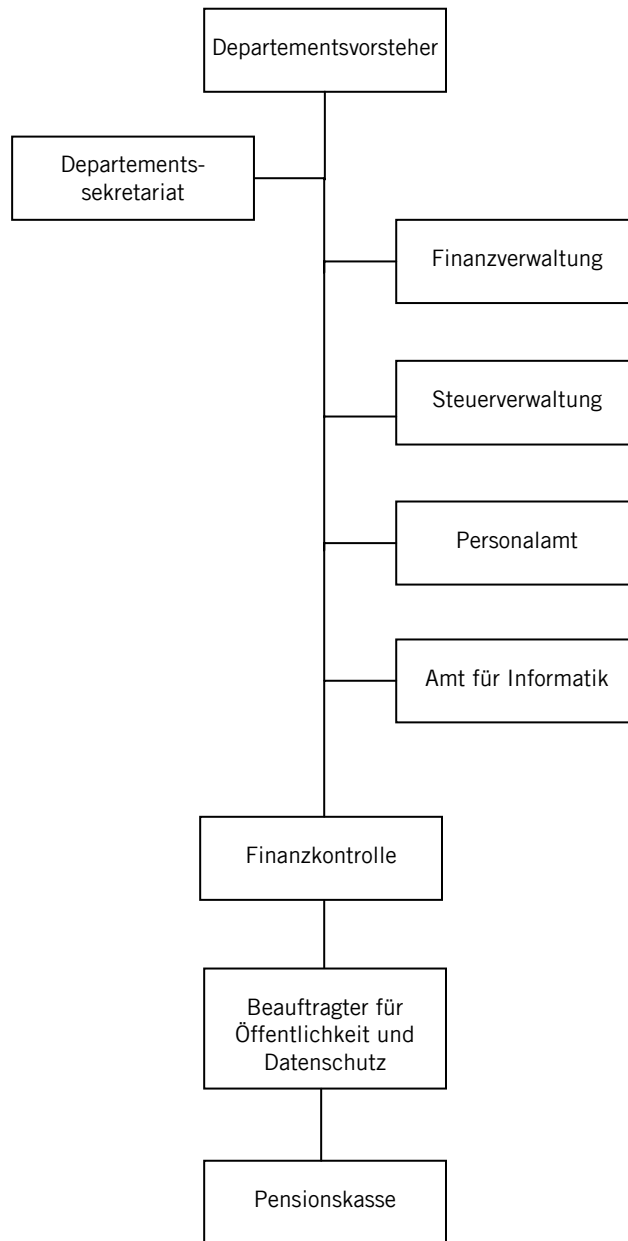 Departementsvorsteher
Departements-
sekretariat
Finanzverwaltung
Steuerverwaltung
Personalamt
Amt für Informatik
Finanzkontrolle
Beauftragter für
Öffentlichkeit und
Datenschutz
Pensionskasse